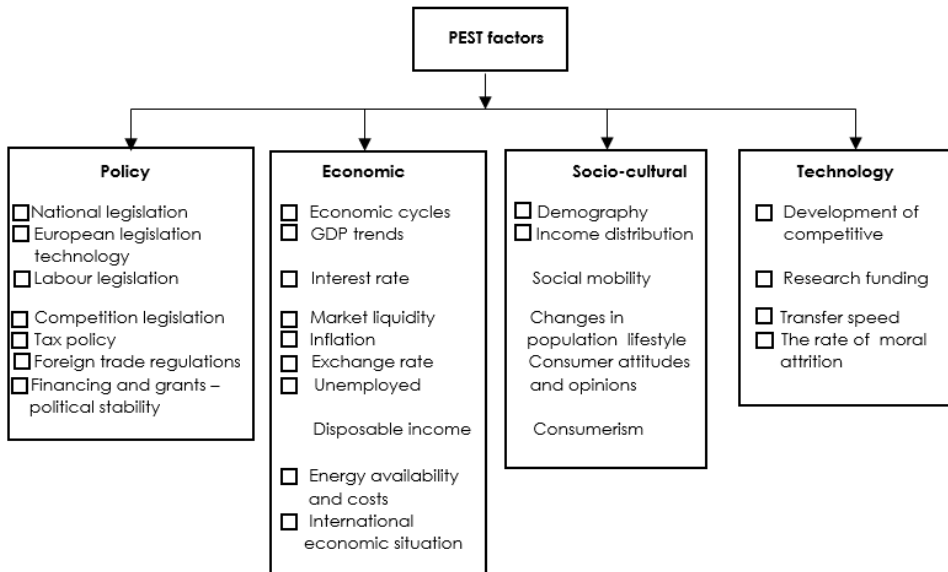 PEST factors
Policy
National legislation
European legislation
technology
Labour legislation
Competition legislation
Tax policy
Foreign trade regulations
Financing and grants –
political stability
Economic
Economic cycles
GDP trends
Interest rate
Market liquidity
Inflation
Exchange rate
Unemployed
Disposable income
Energy availability
and costs
International
economic situation
Socio-cultural
Demography
Income distribution
Social mobility
Changes in
population lifestyle
Consumer attitudes
and opinions
Consumerism
Technology
Development of
competitive
Research funding
Transfer speed
The rate of moral
attrition